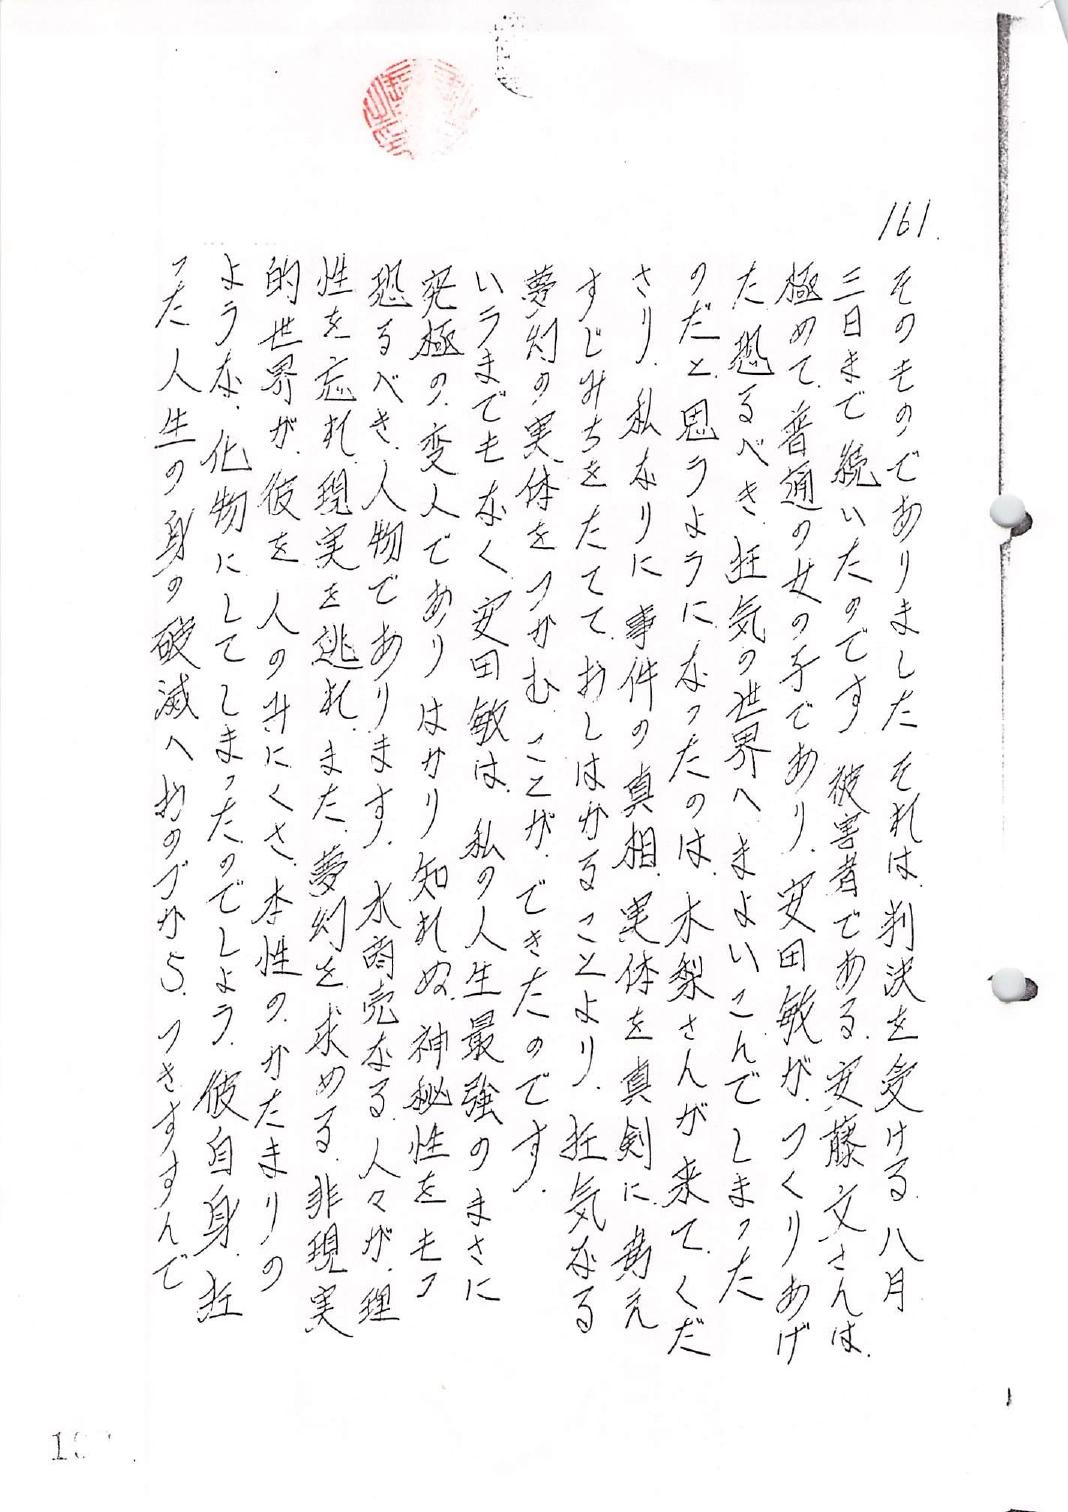 161.
そのものでありました それは、判決を受ける、八月
三日まで続いたのです 被害者である、安藤文さんは、
極めて、普通の女の子であり、安田敏が、つくりあげ
た恐るべき、狂気の世界へ、まよいこんでしまった
のだと、思うようになったのは、木梨さんが来て、くだ
さり、私なりに事件の真相、実体を真剣に、考え
すじみちをたてて、おしはかることより、狂気なる
夢幻の実体をつかむ、ことが、できたのです.
いうまでもなく、安田敏は、私の人生最強のまさに
究極の、変人でありはかり知れぬ、神秘性をもつ
恐るべき、人物であります、水商売なる、人々が、理
性を忘れ、現実を逃れ、また、夢幻を、求める、非現実
的世界が、彼を、人のみにくさ、本性の、かたまりの
ような、化物にしてしまったのでしょう、彼自身、狂
った、人生の身の破滅へおのづから、つきすすんで